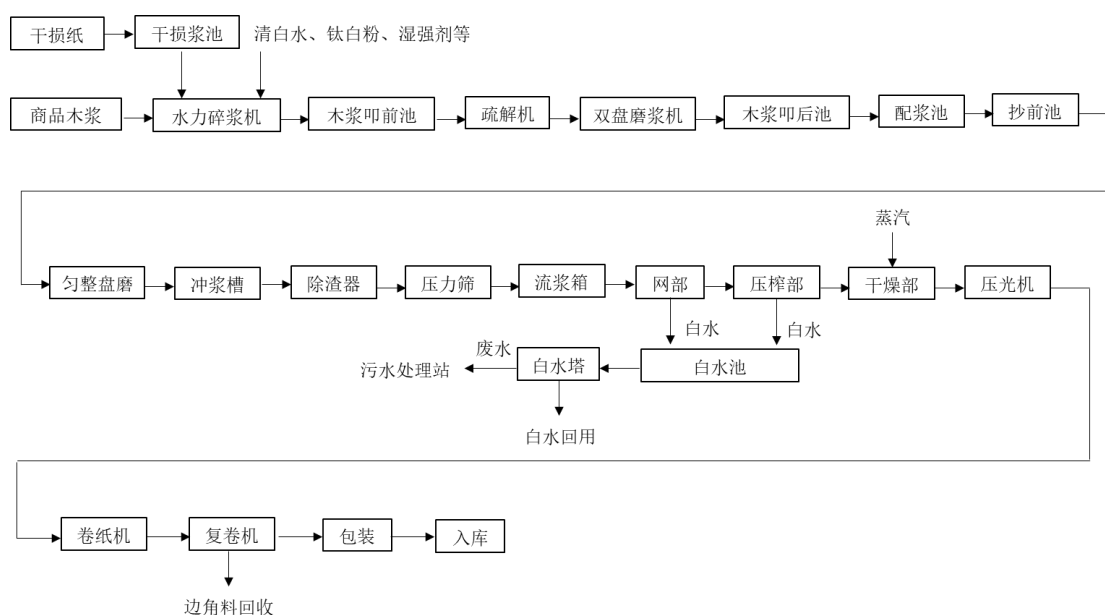 干损纸
干损浆池
清白水、钛白粉、湿强剂等
商品木浆
水力碎浆机
木浆叩前池
疏解机
双盘磨浆机
木浆叩后池
配浆池
抄前池
蒸汽
匀整盘磨
冲浆槽
除渣器
压力筛
流浆箱
网部
压榨部
干燥部
压光机
白水
白水
污水处理站
废水
白水塔
白水池
白水回用
卷纸机
复卷机
包装
入库
边角料回收